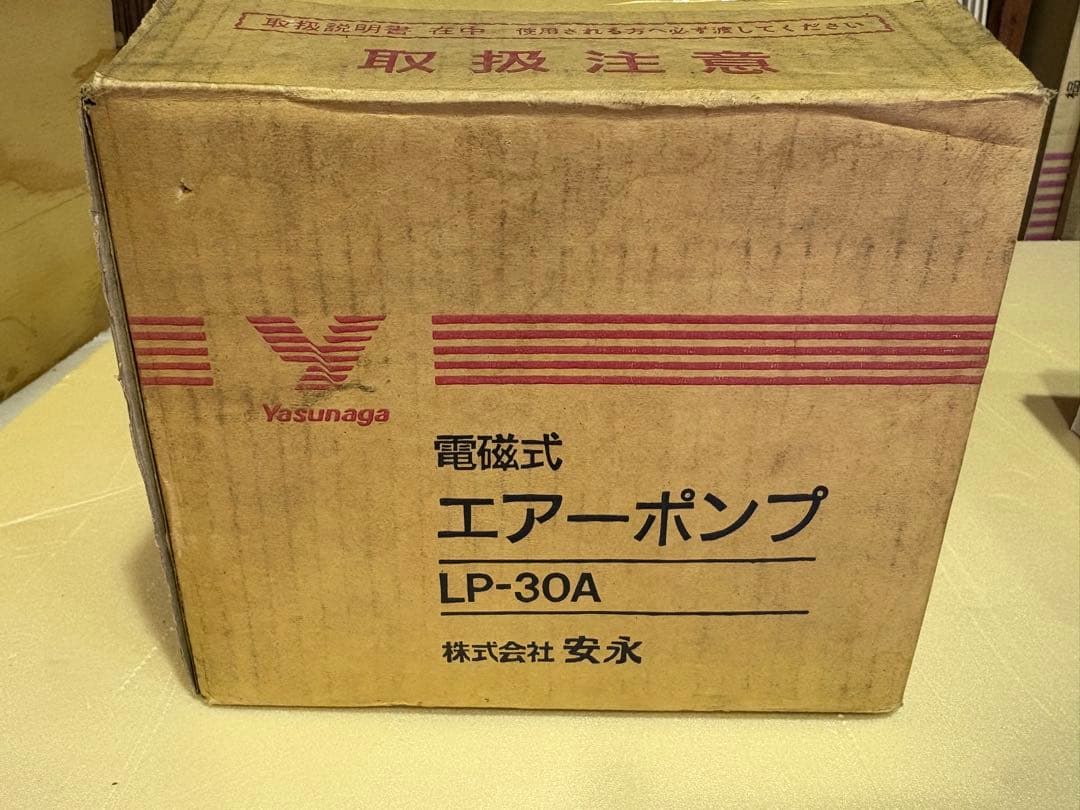 取扱説明書 在中 使用される方へ必ず渡してください
取扱注意
Yasunaga
電磁式
エアーポンプ
LP-30A
株式会社 安永